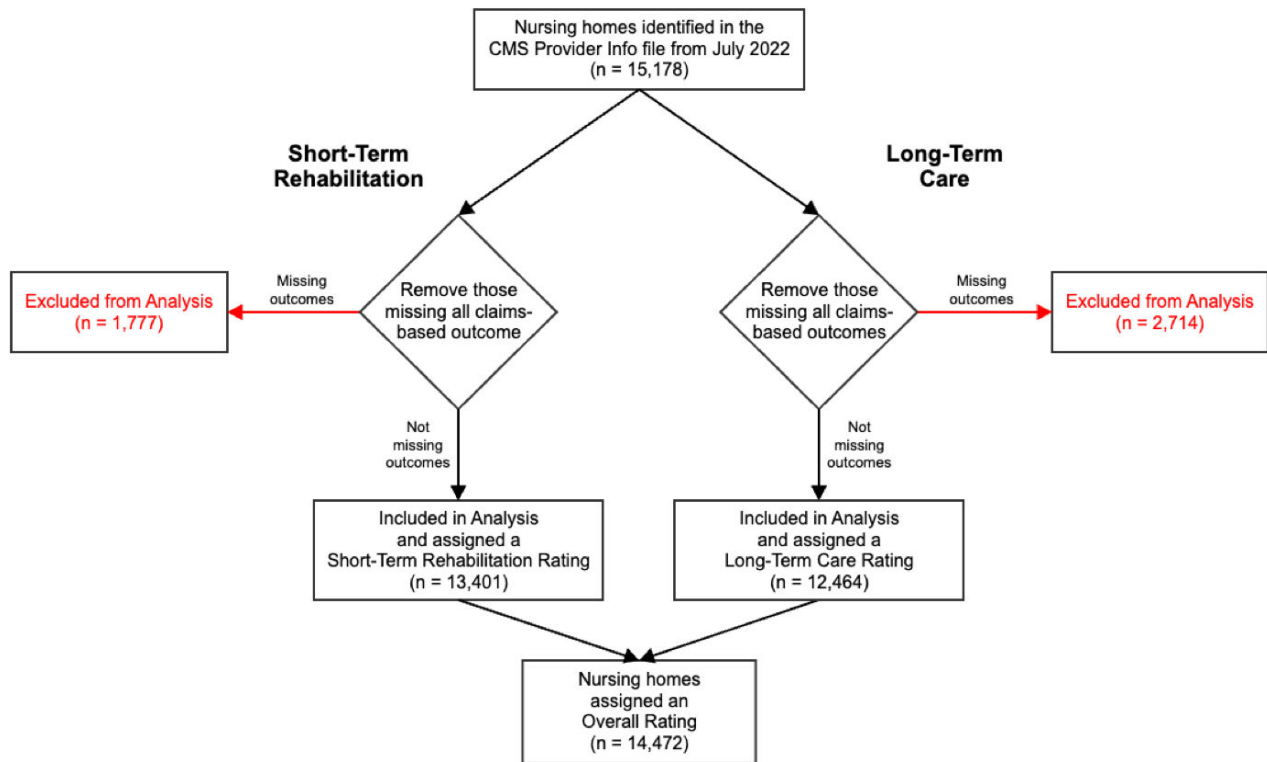 Nursing homes identified in the
CMS Provider Info file from July 2022
(n = 15,178)
Short-Term
Rehabilitation
Long-Term
Care
Missing
outcomes
Missing
outcomes
Excluded from Analysis
(n = 1,777)
Remove those
missing all claims-
based outcome
Remove those
missing all claims-
based outcomes
Excluded from Analysis
(n = 2,714)
Not
missing
outcomes
Not
missing
outcomes
Included in Analysis
and assigned a
Short-Term Rehabilitation Rating
(n = 13,401)
Included in Analysis
and assigned a
Long-Term Care Rating
(n = 12,464)
Nursing homes
assigned an
Overall Rating
(n = 14,472)